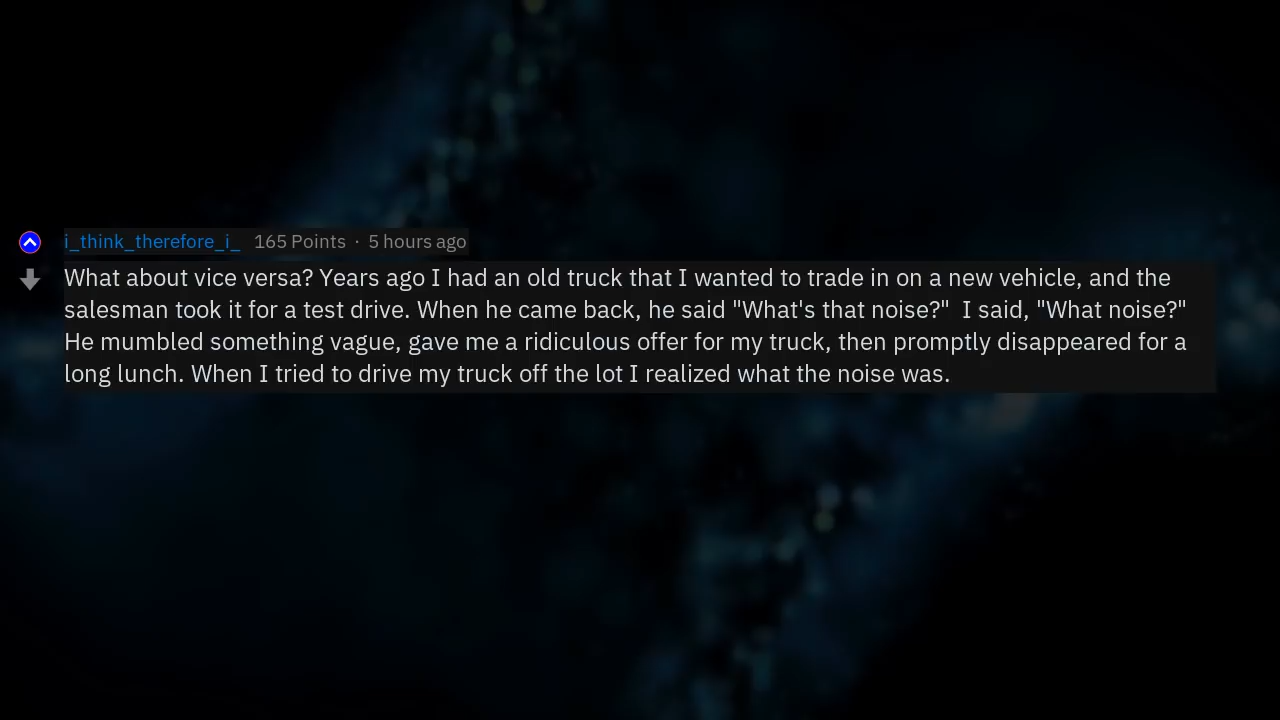 i_think_therefore_i_ 165 Points · 5 hours ago
What about vice versa? Years ago I had an old truck that I wanted to trade in on a new vehicle, and the
salesman took it for a test drive. When he came back, he said "What's that noise?"  I said, "What noise?"
He mumbled something vague, gave me a ridiculous offer for my truck, then promptly disappeared for a
long lunch. When I tried to drive my truck off the lot I realized what the noise was.